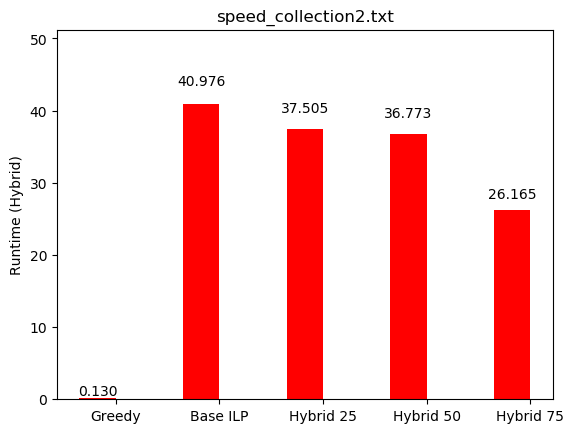 speed_collection2.txt
50
40
30
20
10
0
Runtime (Hybrid)
0.130
40.976
37.505
36.773
26.165
Greedy
Base ILP
Hybrid 25
Hybrid 50
Hybrid 75